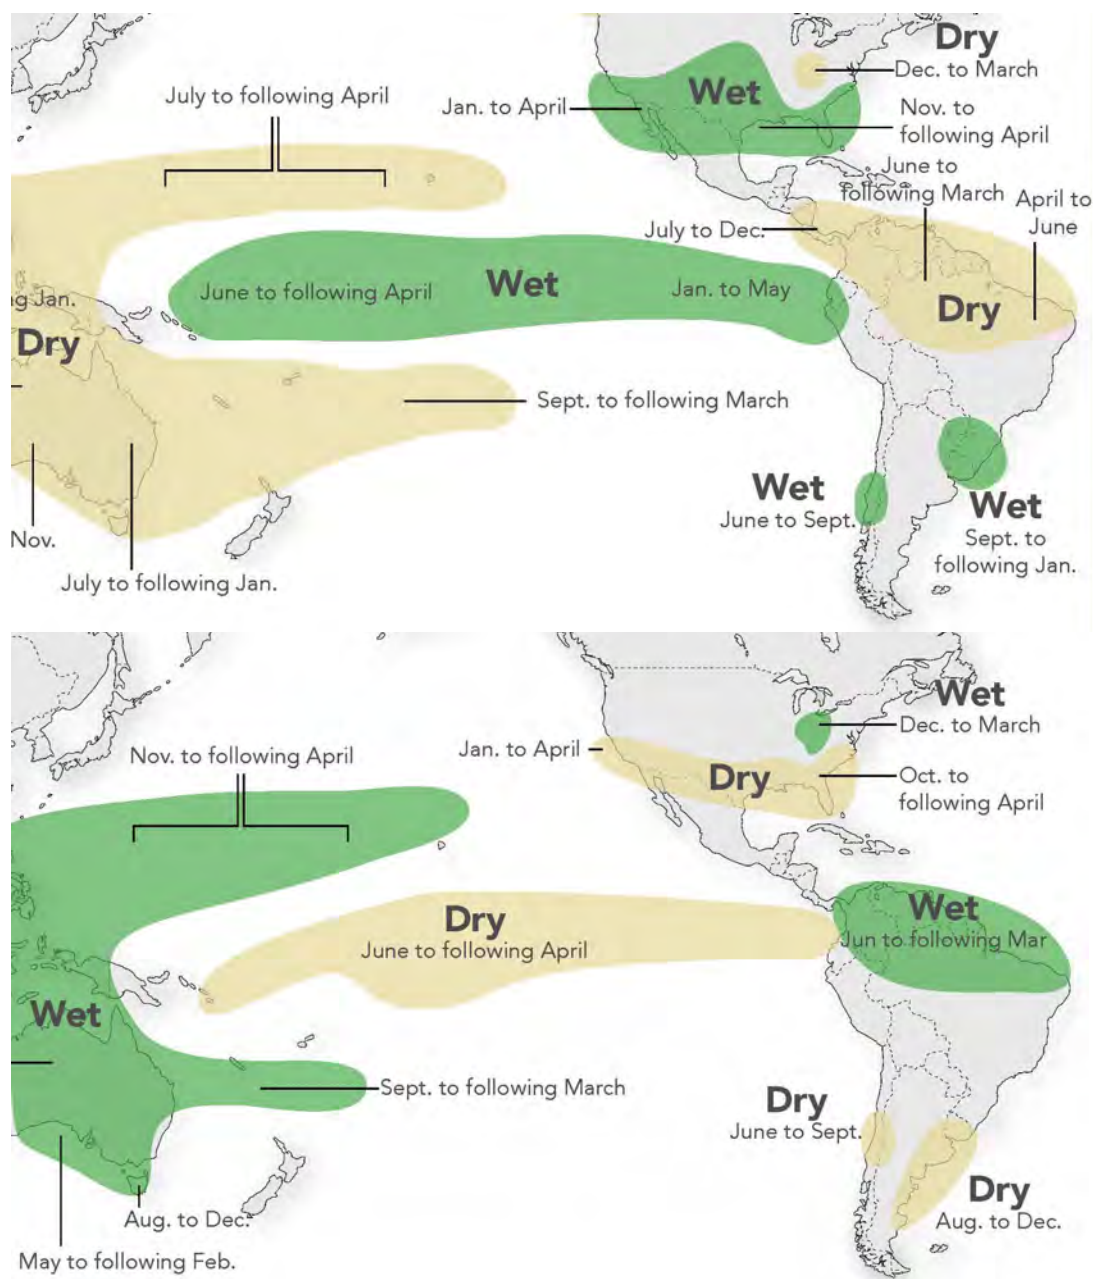 Dry
Dec. to March
July to following April
Wet
Jan. to April
Nov. to
following April
June to
following March
April to
June
July to Dec.
June to following April
Wet
Jan. to May
ng Jan.
Dry
Dry
Sept. to following March
Wet
June to Sept.
Wet
Sept. to
following Jan.
Nov.
July to following Jan.
Wet
Dec. to March
Nov. to following April
Jan. to April
Dry
Oct. to
following April
Wet
Jun to following Mar
Dry
June to following April
Wet
Sept. to following March
Dry
June to Sept.
Dry
Aug. to Dec.
Aug. to Dec.
May to following Feb.